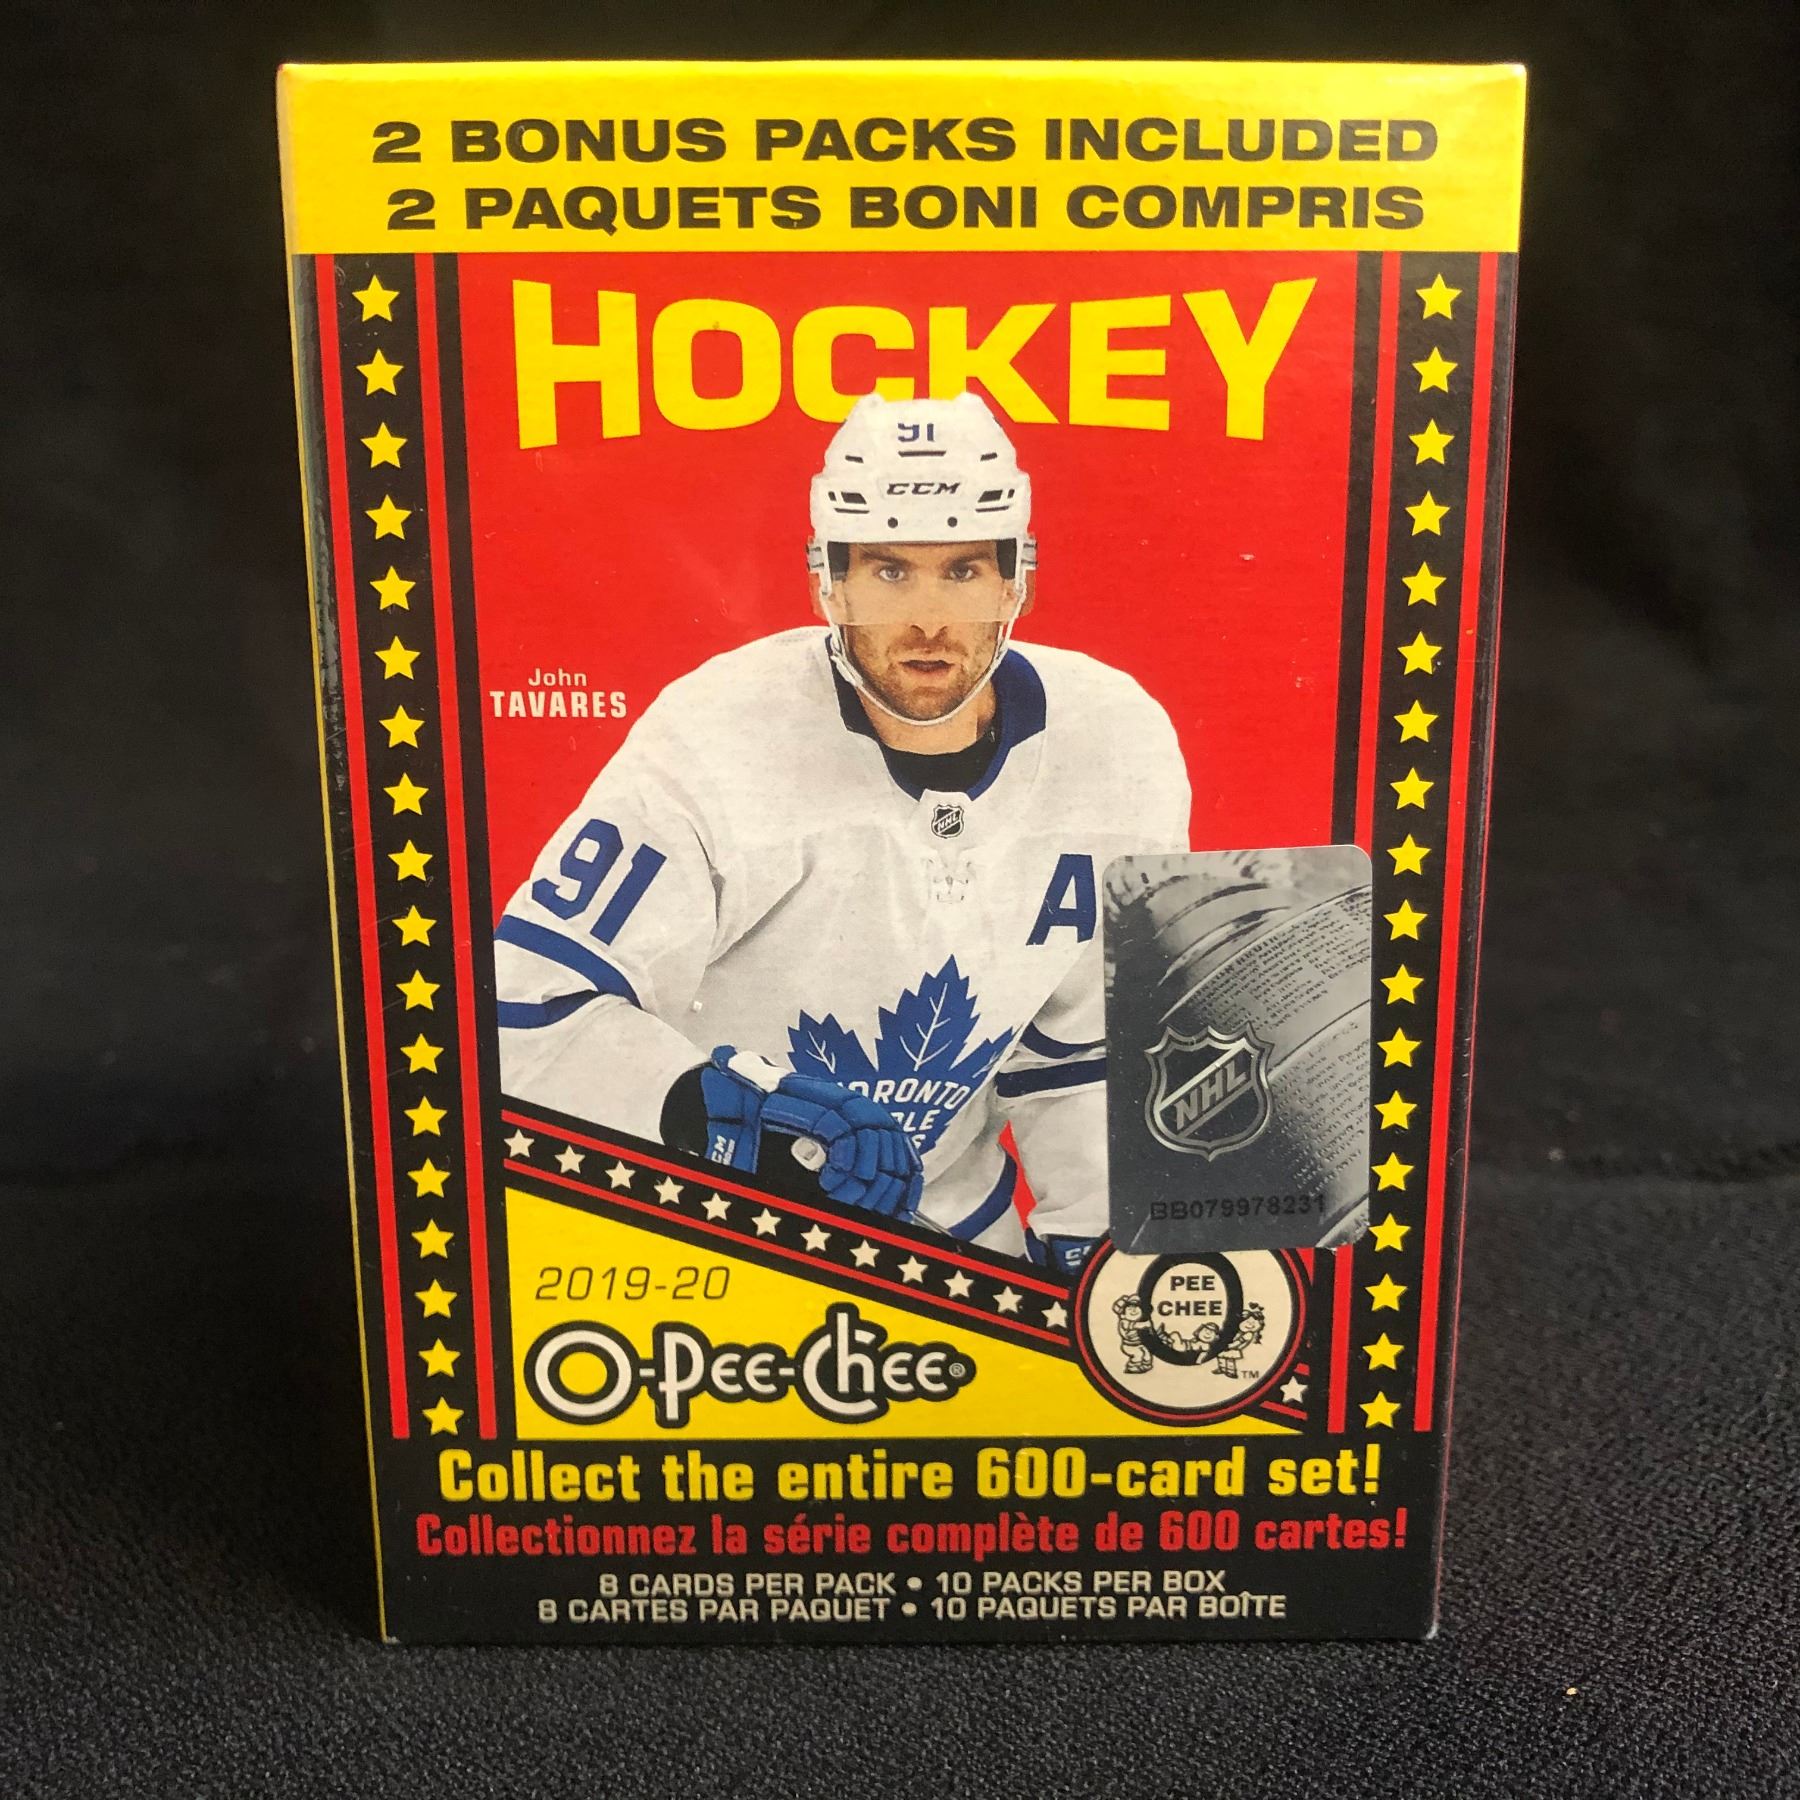 2 BONUS PACKS INCLUDED
2 PAQUETS BONI COMPRIS
HOCKEY
91
CCM
John
TAVARES
NHL
91
A
TORONTO
NHL
BB079978231
2019-20
O-PEE-CHEE®
O
PEE
CHEE
TM
Collect the entire 600-card set!
Collectionnez la série complète de 600 cartes!
8 CARDS PER PACK • 10 PACKS PER BOX
8 CARTES PAR PAQUET • 10 PAQUETS PAR BOÎTE